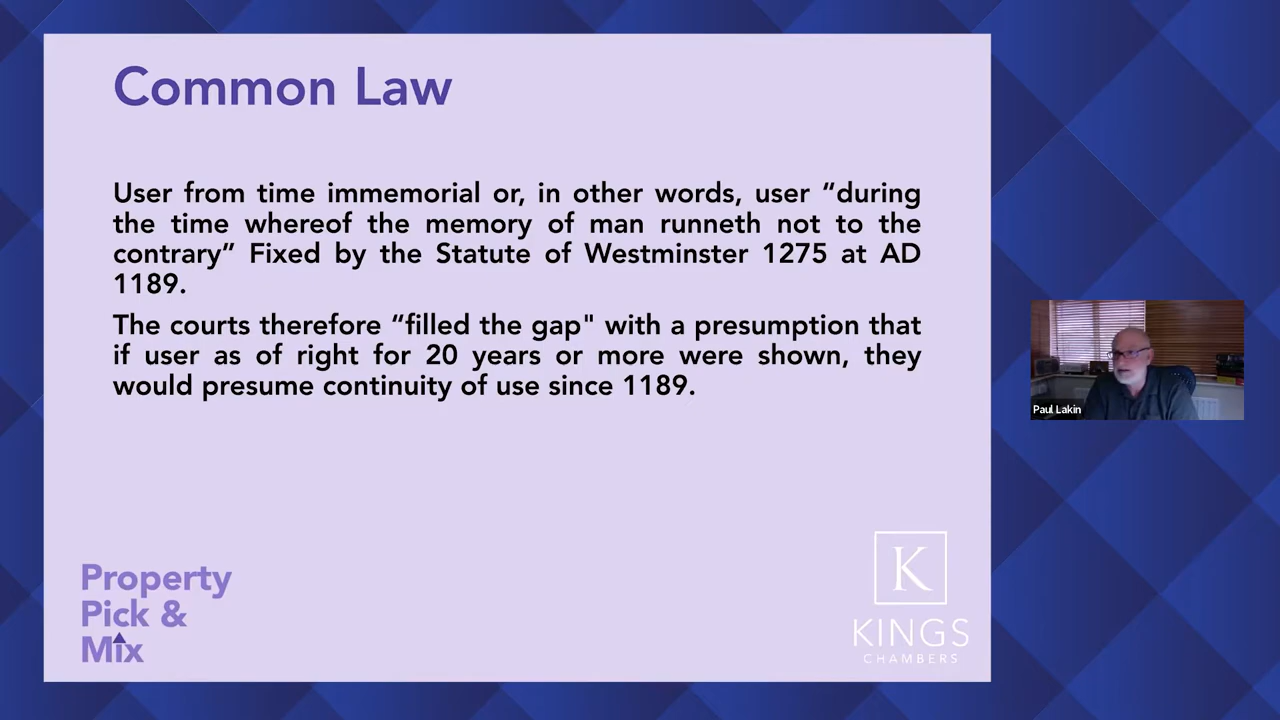 Common Law
User from time immemorial or, in other words, user “during
the time whereof the memory of man runneth not to the
contrary” Fixed by the Statute of Westminster 1275 at AD
1189.
The courts therefore “filled the gap" with a presumption that
if user as of right for 20 years or more were shown, they
would presume continuity of use since 1189.
Paul Lakin
Property
Pick &
Mix
K
KINGS
CHAMBERS